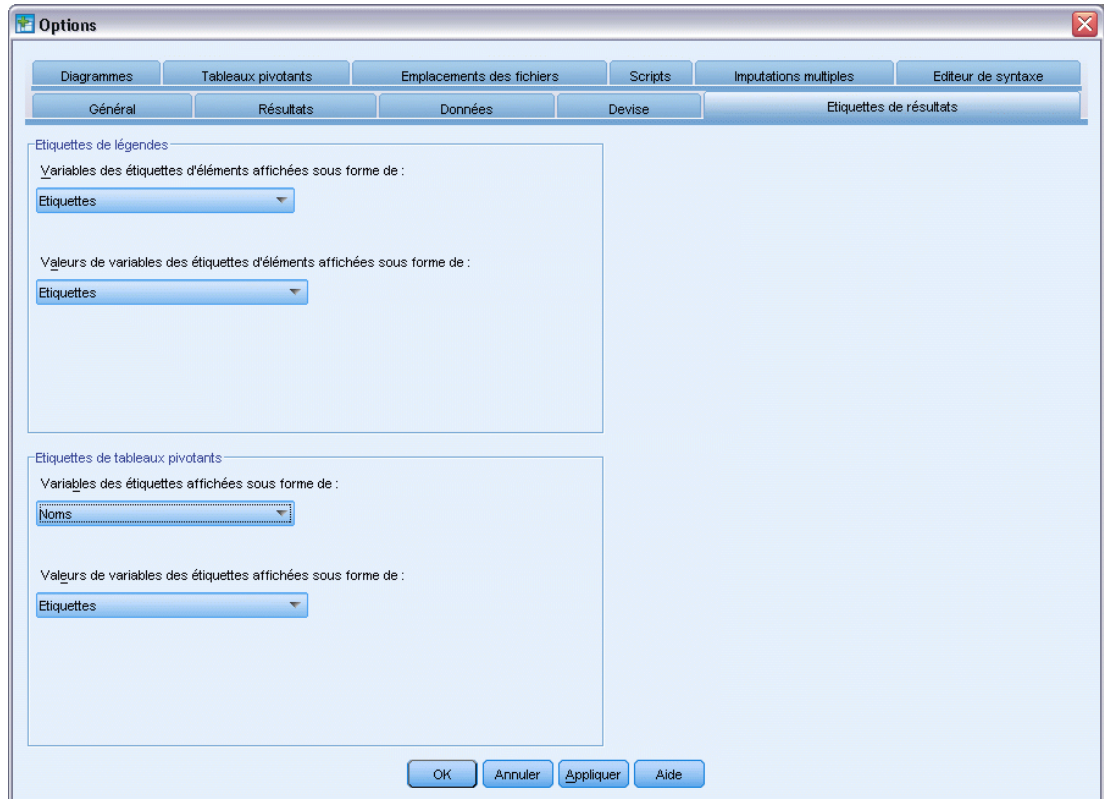 Options
Diagrammes Tableaux pivotants Emplacements des fichiers Scripts Imputations multiples Editeur de syntaxe
Général Résultats Données Devise Etiquettes de résultats
Etiquettes de légendes
Variables des étiquettes d'éléments affichées sous forme de :
Etiquettes
Valeurs de variables des étiquettes d'éléments affichées sous forme de :
Etiquettes
Etiquettes de tableaux pivotants
Variables des étiquettes affichées sous forme de :
Noms
Valeurs de variables des étiquettes affichées sous forme de :
Etiquettes
OK Annuler Appliquer Aide